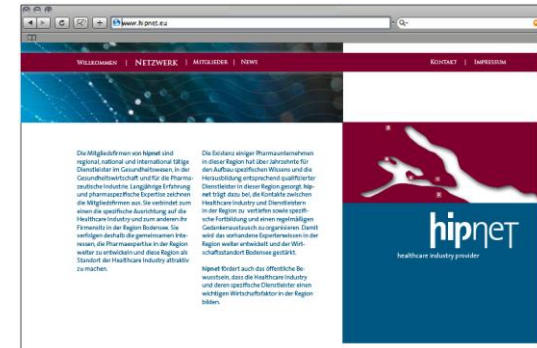 www.hipnet.eu
Q-
Willkommen | Netzwerk | Mitglieder | News
Kontakt | Impressum
Die Mitgliedsfirmen von hipnet sind
regional, national und international tätige
Dienstleister im Gesundheitswesen, in der
Gesundheitswirtschaft und für die Pharma-
zeutische Industrie. Langjährige Erfahrung
und pharmaspezifische Expertise zeichnen
die Mitgliedsfirmen aus. Sie verbindet zum
einen die spezifische Ausrichtung auf die
Healthcare Industry und zum anderen ihr
Firmensitz in der Region Bodensee. Sie
verfolgen deshalb die gemeinsamen Inte-
ressen, die Pharmaexpertise in der Region
weiter zu entwickeln und diese Region als
Standort der Healthcare Industry attraktiv
zu machen.
Die Existenz einiger Pharmaunternehmen
in dieser Region hat über Jahrzehnte für
den Aufbau spezifischen Wissens und die
Herausbildung entsprechend qualifizierter
Dienstleister in dieser Region gesorgt. hip-
net trägt dazu bei, die Kontakte zwischen
Healthcare Industry und Dienstleistern
in der Region zu vertiefen sowie spezifi-
sche Fortbildung und einen regelmäßigen
Gedankenaustausch zu organisieren. Damit
wird das vorhandene Expertenwissen in der
Region weiter entwickelt und der Wirt-
schaftsstandort Bodensee gestärkt.
hipnet fördert auch das öffentliche Be-
wusstsein, dass die Healthcare Industry
und deren spezifische Dienstleister einen
wichtigen Wirtschaftsfaktor in der Region
bilden.
hipnet
healthcare industry provider